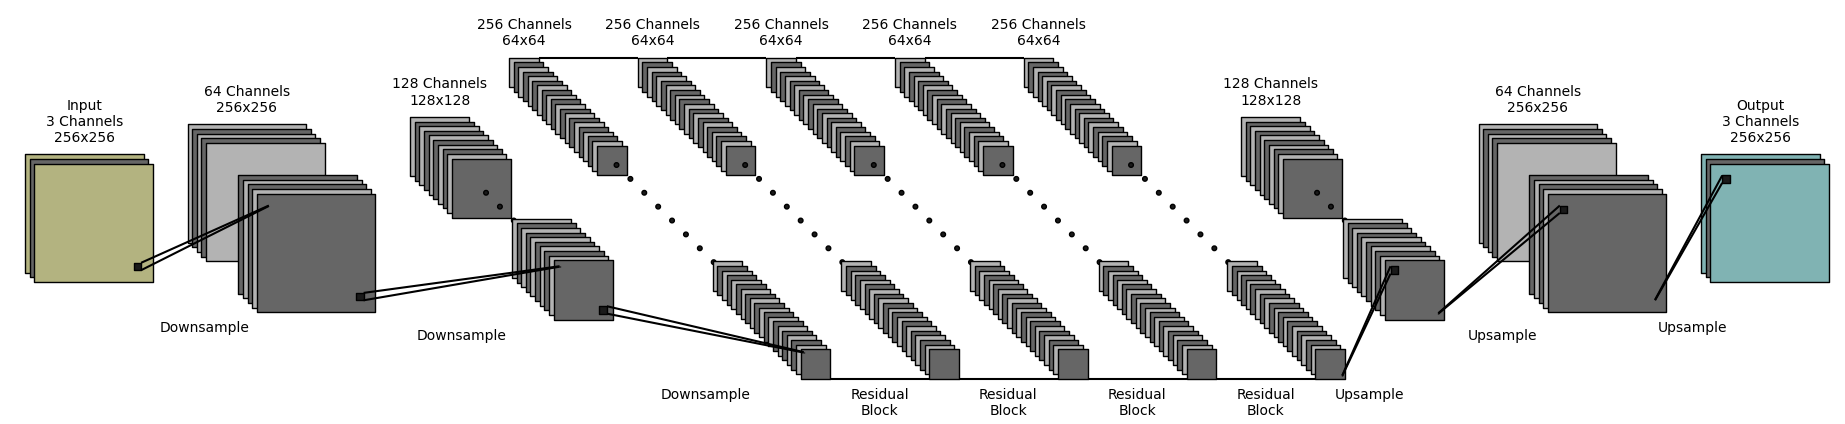 Input
3 Channels
256x256
64 Channels
256x256
128 Channels
128x128
256 Channels
64x64
256 Channels
64x64
256 Channels
64x64
256 Channels
64x64
256 Channels
64x64
128 Channels
128x128
64 Channels
256x256
Output
3 Channels
256x256
Downsample
Downsample
Downsample
Residual
Block
Residual
Block
Residual
Block
Residual
Block
Upsample
Upsample
Upsample